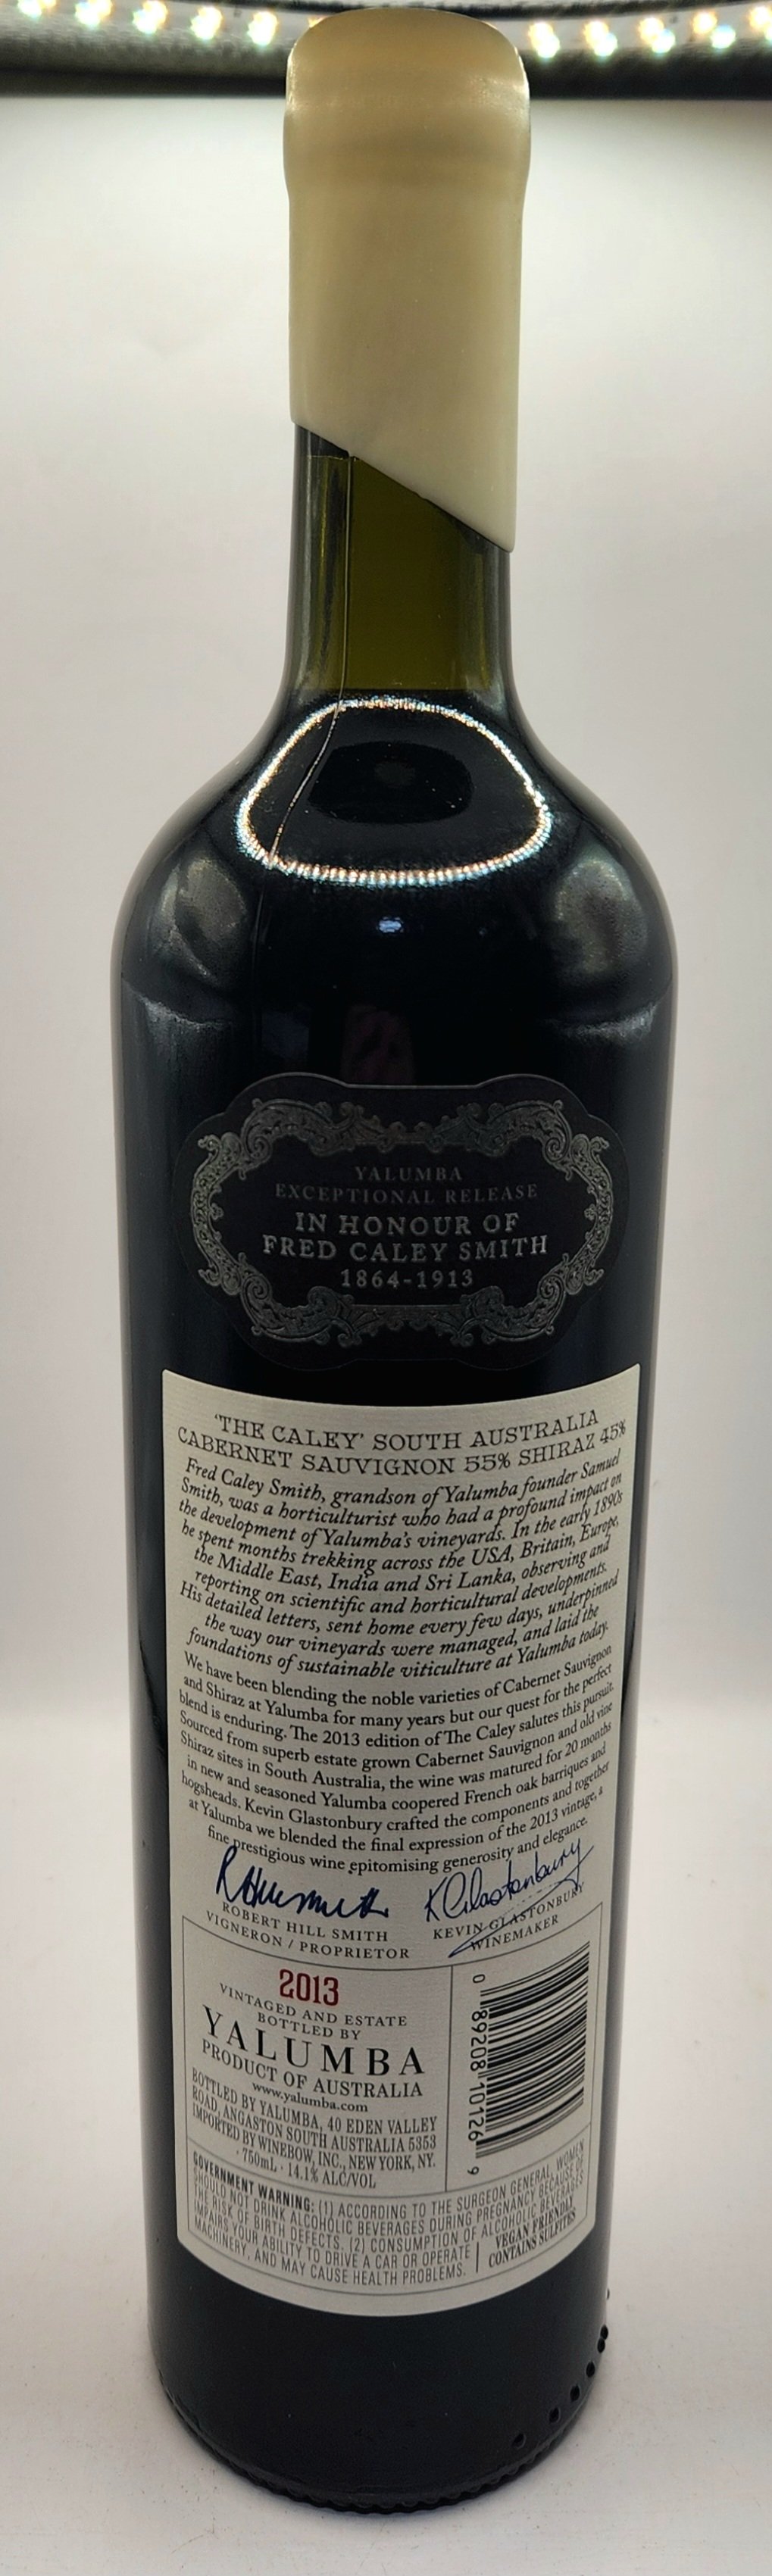 YALUMBA
EXCEPTIONAL RELEASE
IN HONOUR OF
FRED CALEY SMITH
1864-1913
'THE CALEY' SOUTH AUSTRALIA
CABERNET SAUVIGNON 55% SHIRAZ 45%
Fred Caley Smith, grandson of Yalumba founder Samuel
Smith, was a horticulturist who had a profound impact on
the development of Yalumba's vineyards. In the early 1890s
he spent months trekking across the USA, Britain, Europe,
the Middle East, India and Sri Lanka, observing and
reporting on scientific and horticultural developments.
His detailed letters, sent home every few days, underpinned
the way our vineyards were managed, and laid the
foundations of sustainable viticulture at Yalumba today.
We have been blending the noble varieties of Cabernet Sauvignon
and Shiraz at Yalumba for many years but our quest for the perfect
blend is enduring. The 2013 edition of The Caley salutes this pursuit.
Sourced from superb estate grown Cabernet Sauvignon and old vine
Shiraz sites in South Australia, the wine was matured for 20 months
in new and seasoned Yalumba coopered French oak barriques and
hogsheads. Kevin Glastonbury crafted the components and together
at Yalumba we blended the final expression of the 2013 vintage, a
fine prestigious wine epitomising generosity and elegance.
RHillsmith KGlastonbury
ROBERT HILL SMITH
VIGNERON / PROPRIETOR
KEVIN GLASTONBURY
WINEMAKER
2013
VINTAGED AND ESTATE
BOTTLED BY
YALUMBA
PRODUCT OF AUSTRALIA
www.yalumba.com
BOTTLED BY YALUMBA, 40 EDEN VALLEY
ROAD, ANGASTON SOUTH AUSTRALIA 5353
IMPORTED BY WINEBOW, INC., NEW YORK, NY.
· 750mL · 14.1% ALC/VOL
0 89208 10126 9
GOVERNMENT WARNING: (1) ACCORDING TO THE SURGEON GENERAL, WOMEN
SHOULD NOT DRINK ALCOHOLIC BEVERAGES DURING PREGNANCY BECAUSE OF
THE RISK OF BIRTH DEFECTS. (2) CONSUMPTION OF ALCOHOLIC BEVERAGES
IMPAIRS YOUR ABILITY TO DRIVE A CAR OR OPERATE
MACHINERY, AND MAY CAUSE HEALTH PROBLEMS.
VEGAN FRIENDLY
CONTAINS SULFITES